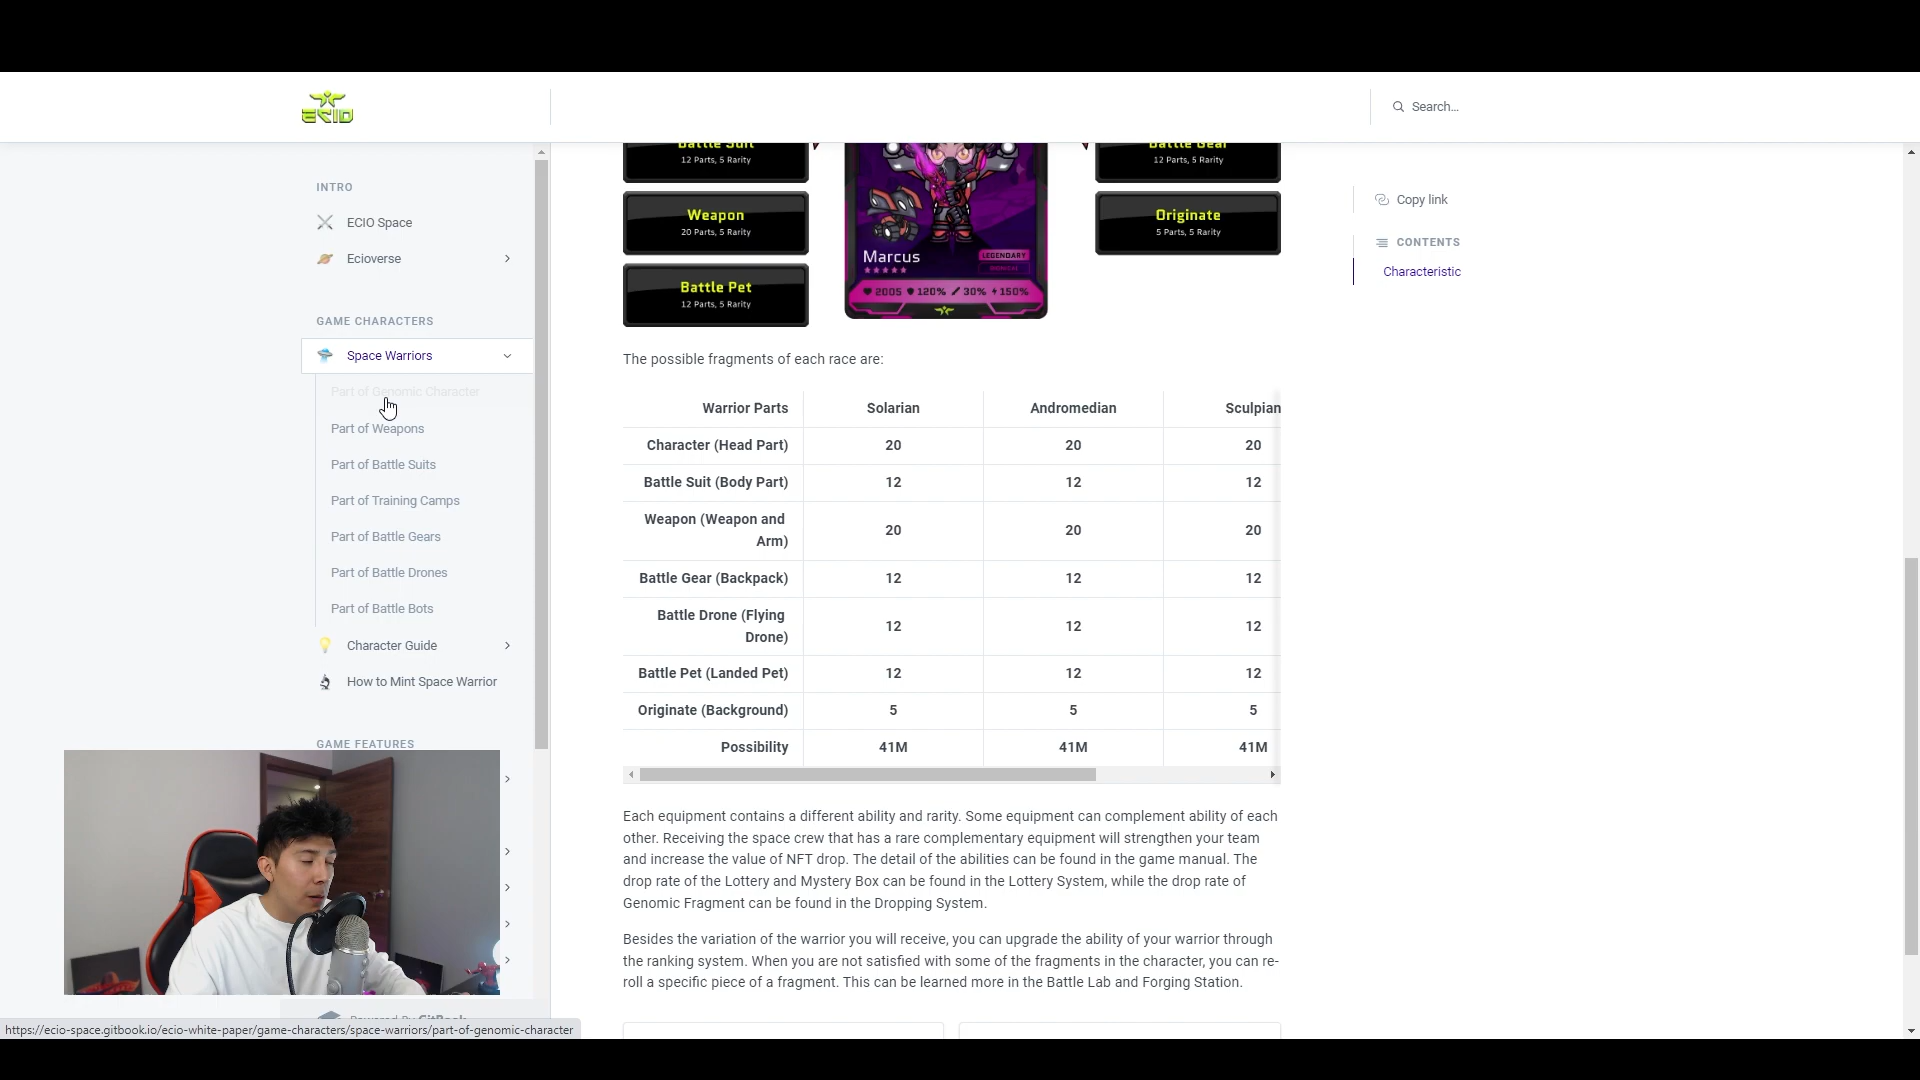 ECIO
Search...
INTRO
ECIO Space
Ecioverse
GAME CHARACTERS
Space Warriors
Part of Genomic Character
Part of Weapons
Part of Battle Suits
Part of Training Camps
Part of Battle Gears
Part of Battle Drones
Part of Battle Bots
Character Guide
How to Mint Space Warrior
GAME FEATURES
Powered By GitBook
https://ecio-space.gitbook.io/ecio-white-paper/game-characters/space-warriors/part-of-genomic-character
Battle Suit
12 Parts, 5 Rarity
Weapon
20 Parts, 5 Rarity
Battle Pet
12 Parts, 5 Rarity
Marcus
LEGENDARY
2005 120% 30% 150%
Battle Gear
12 Parts, 5 Rarity
Originate
5 Parts, 5 Rarity
The possible fragments of each race are:
Warrior Parts Solarian Andromedian Sculpian
Character (Head Part) 20 20 20
Battle Suit (Body Part) 12 12 12
Weapon (Weapon and
Arm) 20 20 20
Battle Gear (Backpack) 12 12 12
Battle Drone (Flying
Drone) 12 12 12
Battle Pet (Landed Pet) 12 12 12
Originate (Background) 5 5 5
Possibility 41M 41M 41M
Each equipment contains a different ability and rarity. Some equipment can complement ability of each
other. Receiving the space crew that has a rare complementary equipment will strengthen your team
and increase the value of NFT drop. The detail of the abilities can be found in the game manual. The
drop rate of the Lottery and Mystery Box can be found in the Lottery System, while the drop rate of
Genomic Fragment can be found in the Dropping System.
Besides the variation of the warrior you will receive, you can upgrade the ability of your warrior through
the ranking system. When you are not satisfied with some of the fragments in the character, you can re-
roll a specific piece of a fragment. This can be learned more in the Battle Lab and Forging Station.
Copy link
CONTENTS
Characteristic